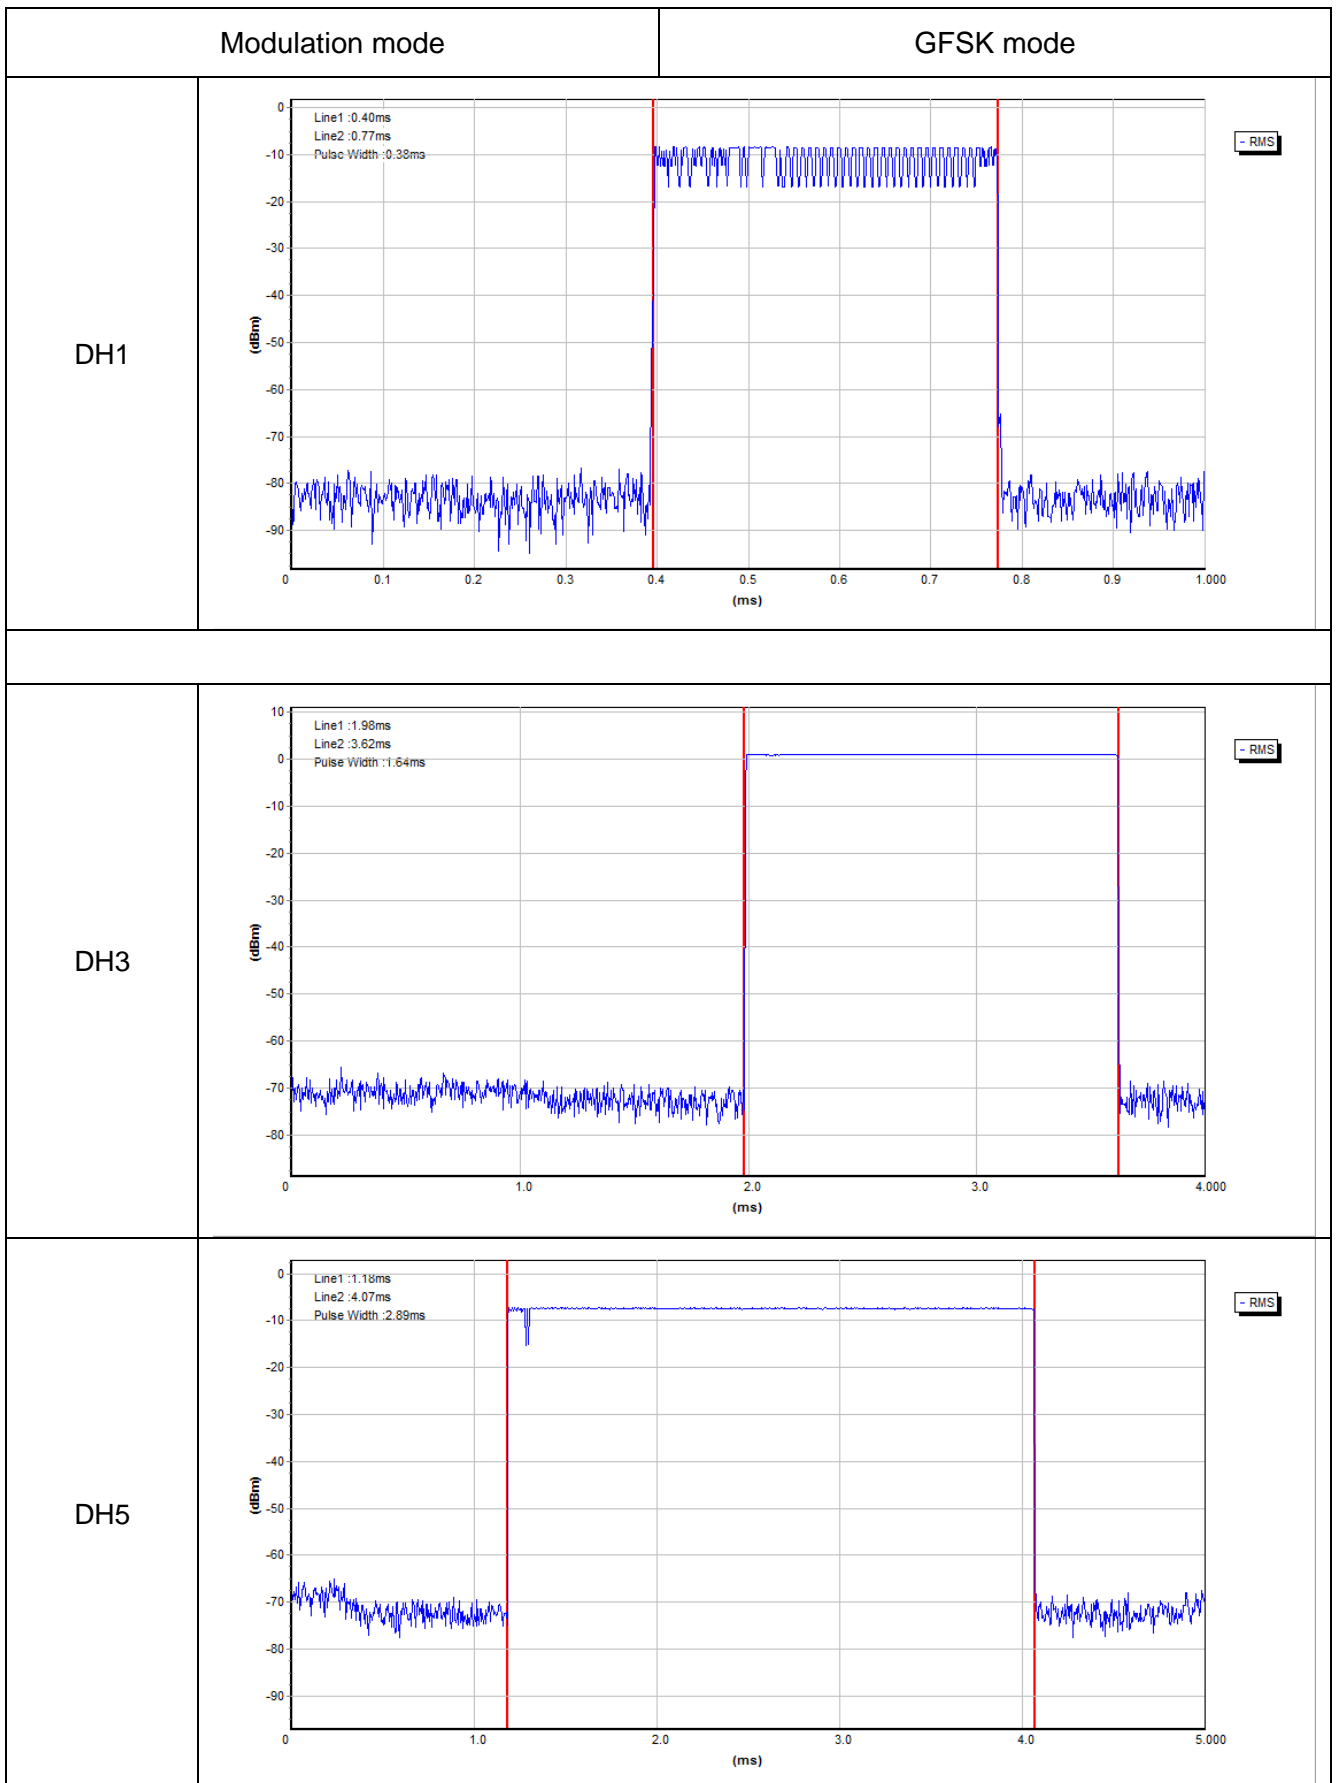 Modulation mode
GFSK mode
DH1
Line1 :0.40ms
Line2 :0.77ms
Pulse Width :0.38ms
- RMS
0
-10
-20
-30
-40
-50
-60
-70
-80
-90
(dBm)
0 0.1 0.2 0.3 0.4 0.5 0.6 0.7 0.8 0.9 1.000
(ms)
DH3
Line1 :1.98ms
Line2 :3.62ms
Pulse Width :1.64ms
- RMS
10
0
-10
-20
-30
-40
-50
-60
-70
-80
(dBm)
0 1.0 2.0 3.0 4.000
(ms)
DH5
Line1 :1.18ms
Line2 :4.07ms
Pulse Width :2.89ms
- RMS
0
-10
-20
-30
-40
-50
-60
-70
-80
-90
(dBm)
0 1.0 2.0 3.0 4.0 5.000
(ms)